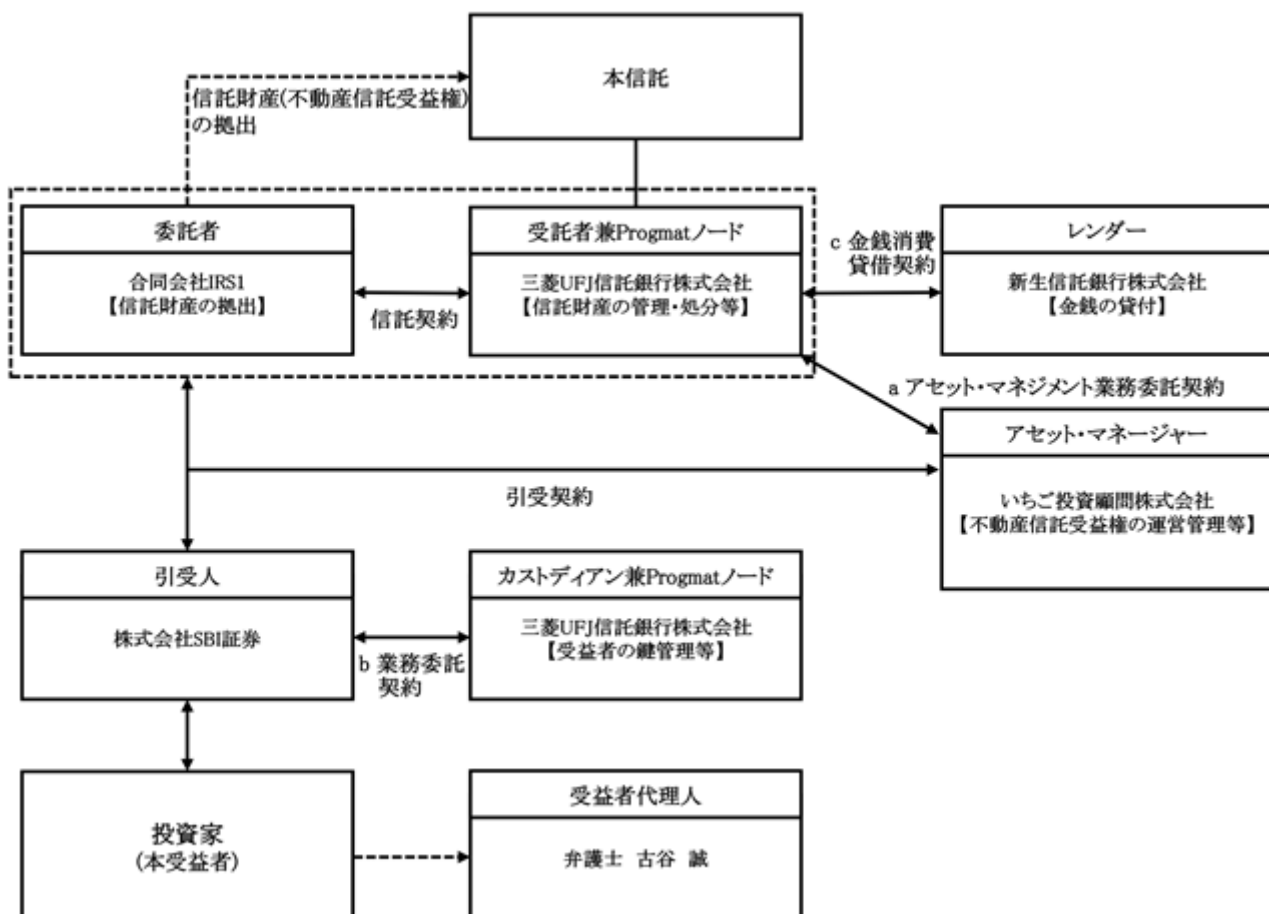 本信託
信託財産(不動産信託受益権)
の拠出
委託者
合同会社IRS1
【信託財産の拠出】
信託契約
受託者兼Progmatノード
三菱UFJ信託銀行株式会社
【信託財産の管理・処分等】
c 金銭消費
貸借契約
レンダー
新生信託銀行株式会社
【金銭の貸付】
a アセット・マネジメント業務委託契約
アセット・マネージャー
いちご投資顧問株式会社
【不動産信託受益権の運営管理等】
引受契約
引受人
株式会社SBI証券
b 業務委託
契約
カストディアン兼Progmatノード
三菱UFJ信託銀行株式会社
【受益者の鍵管理等】
投資家
(本受益者)
受益者代理人
弁護士 古谷 誠